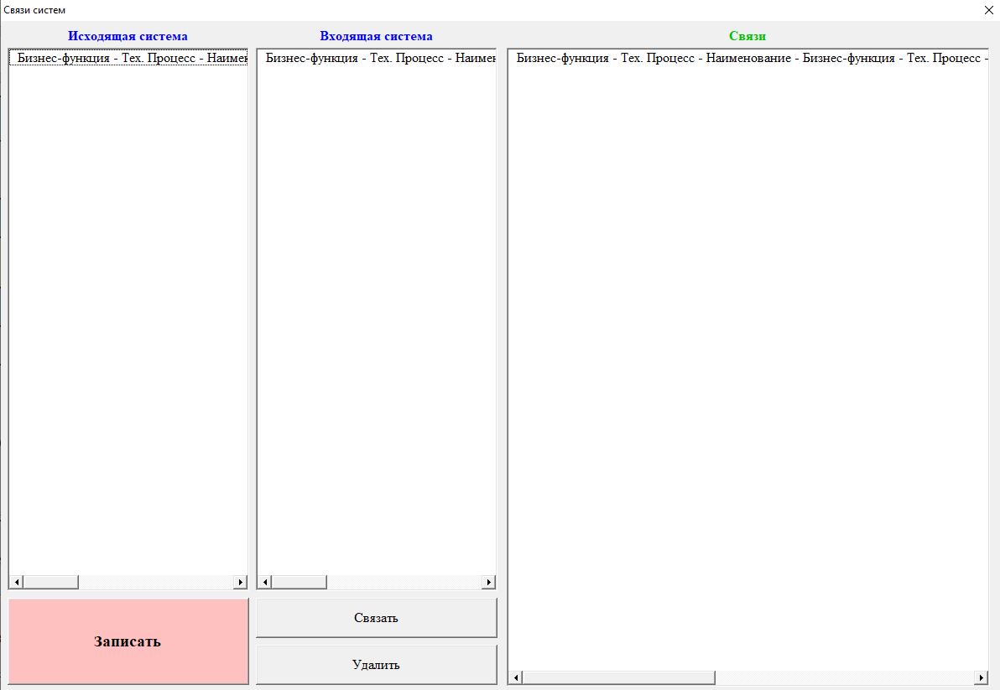 Связи систем
Исходящая система
Входящая система
Связи
Бизнес-функция - Тех. Процесс - Наимен
Бизнес-функция - Тех. Процесс - Наимен
Бизнес-функция - Тех. Процесс - Наименование - Бизнес-функция - Тех. Процесс -
Записать
Связать
Удалить